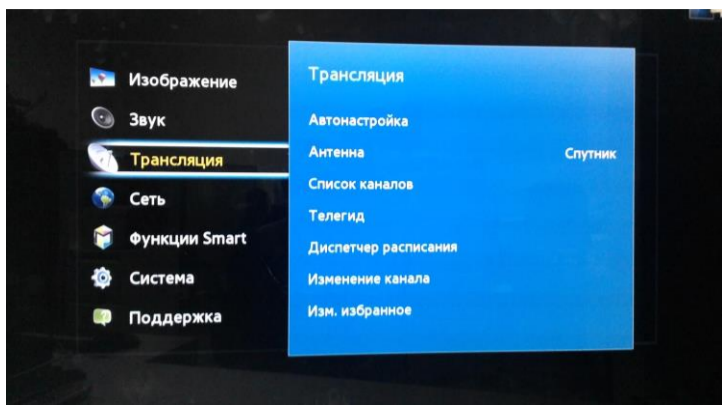 Изображение
Звук
Трансляция
Сеть
Функции Smart
Система
Поддержка
Трансляция
Автонастройка
Антенна Спутник
Список каналов
Телегид
Диспетчер расписания
Изменение канала
Изм. избранное